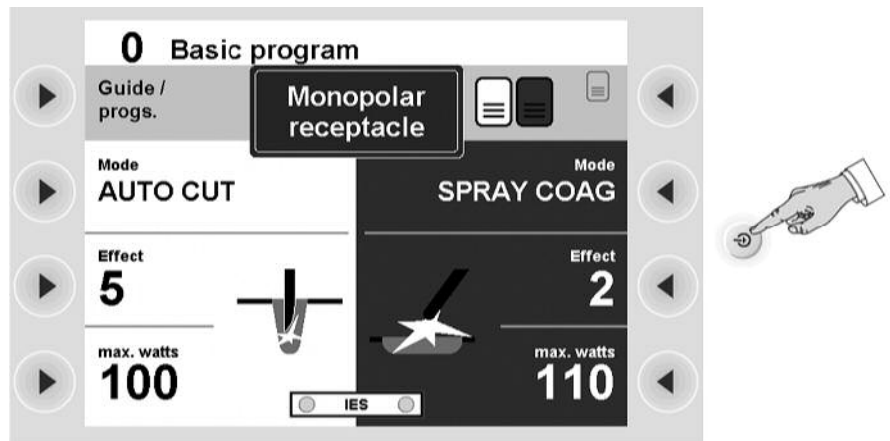 0 Basic program
Guide /
progs.
Monopolar
receptacle
Mode
AUTO CUT
Mode
SPRAY COAG
Effect
5
Effect
2
max. watts
100
max. watts
110
IES